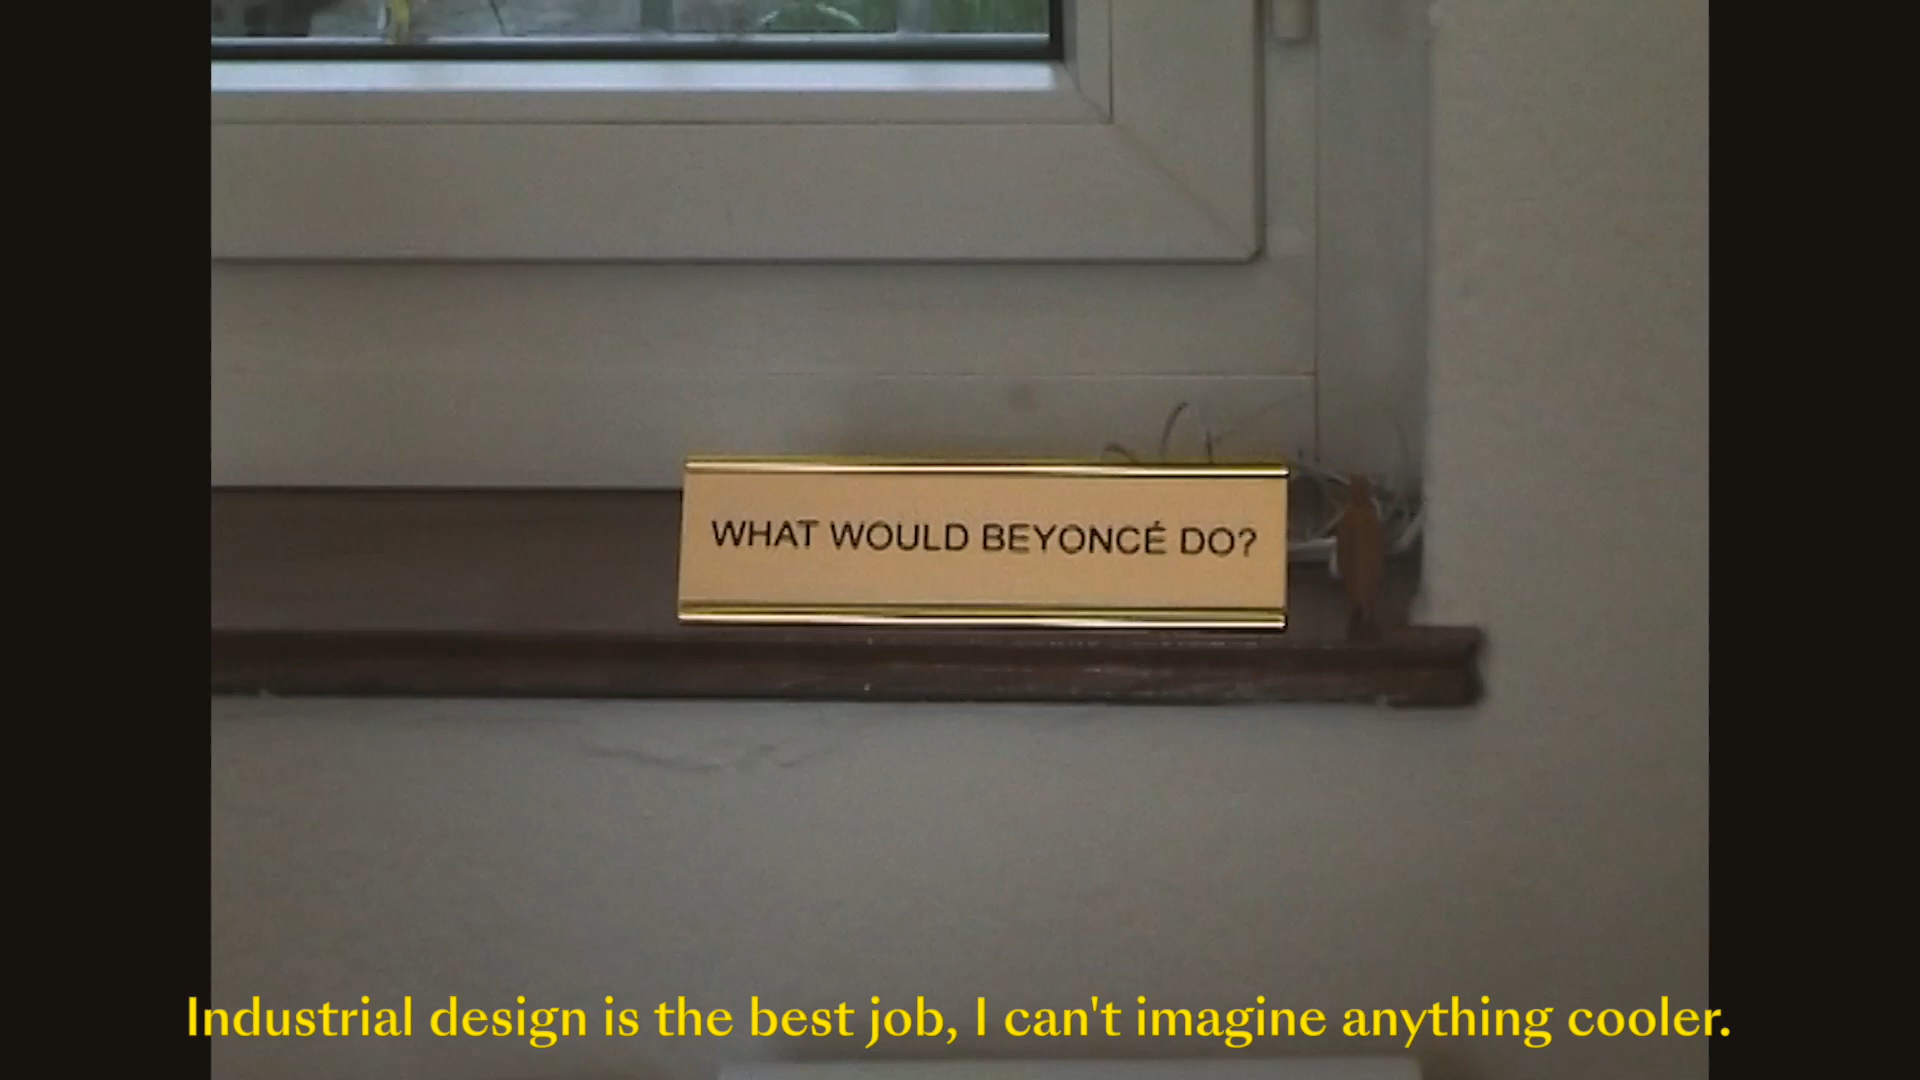 WHAT WOULD BEYONCÉ DO?
Industrial design is the best job, I can't imagine anything cooler.